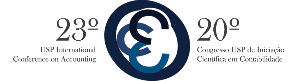 23º
USP International
Conference on Accounting
20º
Congresso USP de Iniciação
Científica em Contabilidade